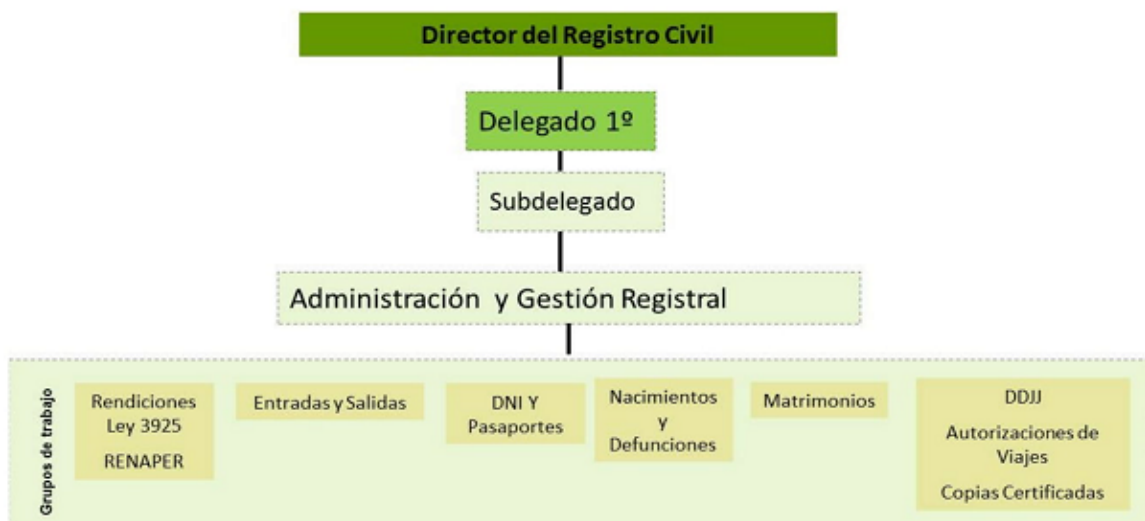 Director del Registro Civil
Delegado 1º
Subdelegado
Administración y Gestión Registral
Grupos de trabajo
Rendiciones
Ley 3925
RENAPER
Entradas y Salidas
DNI Y
Pasaportes
Nacimientos
y
Defunciones
Matrimonios
DDJJ
Autorizaciones de
Viajes
Copias Certificadas